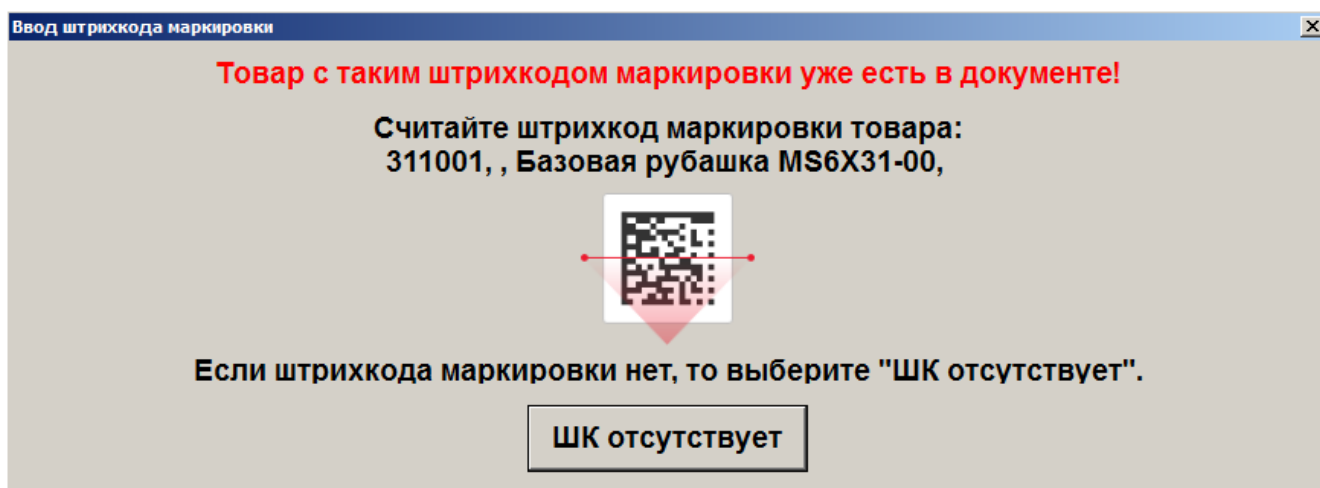 Ввод штрихкода маркировки
Товар с таким штрихкодом маркировки уже есть в документе!
Считайте штрихкод маркировки товара:
311001, , Базовая рубашка MS6X31-00,
Если штрихкода маркировки нет, то выберите "ШК отсутствует".
ШК отсутствует